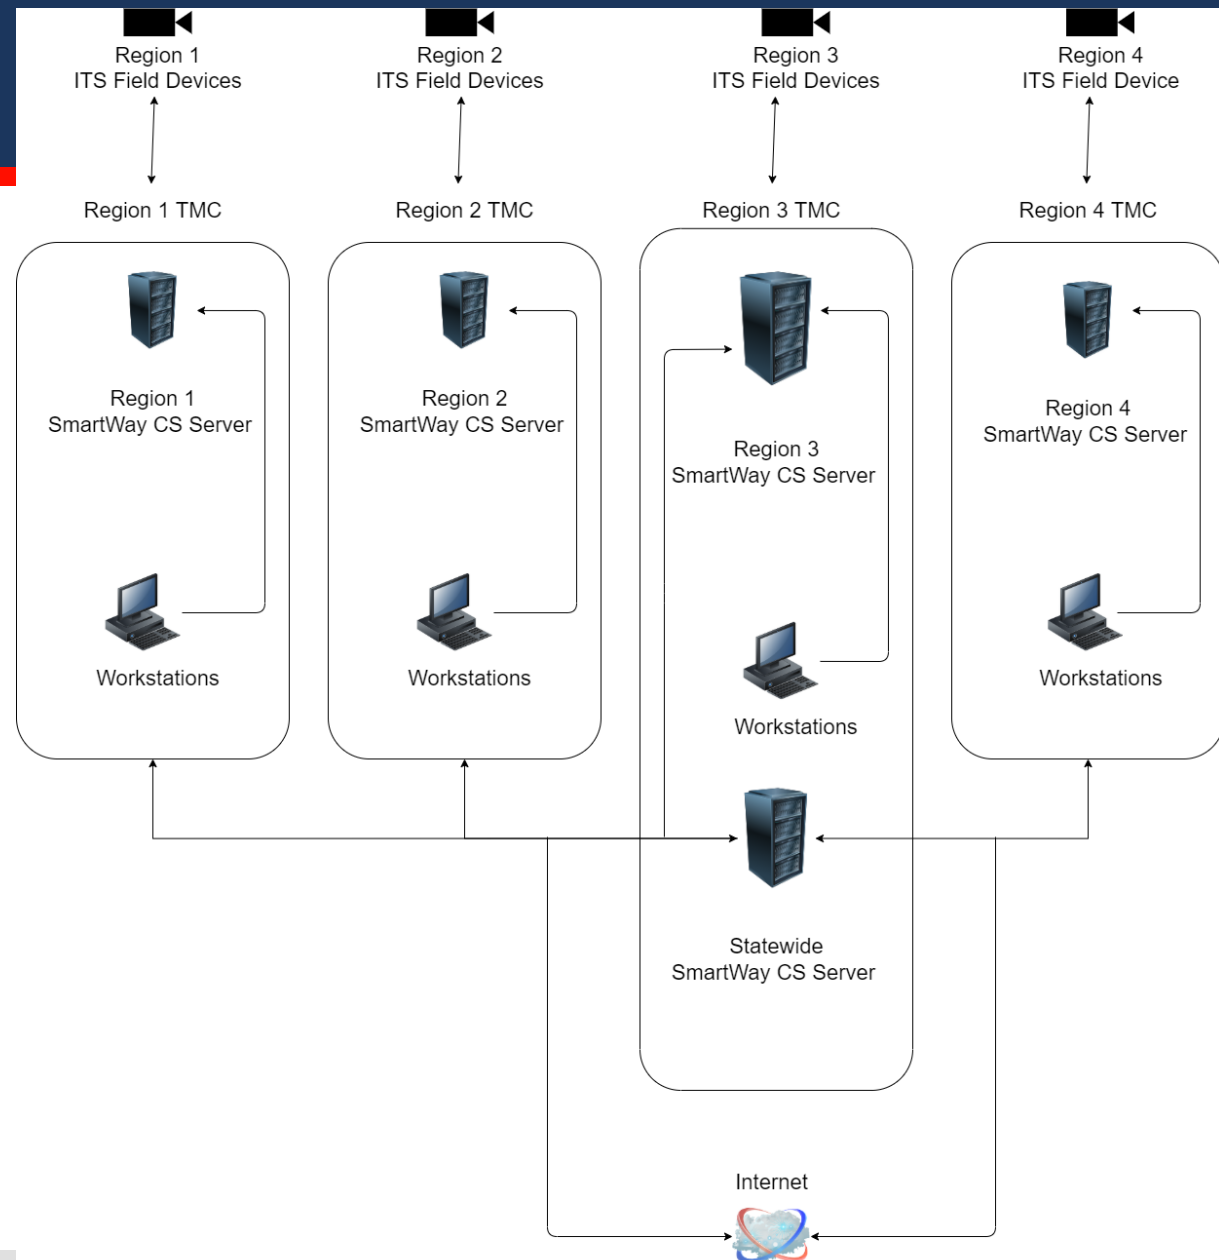 Region 1
ITS Field Devices
Region 2
ITS Field Devices
Region 3
ITS Field Devices
Region 4
ITS Field Device
Region 1 TMC
Region 2 TMC
Region 3 TMC
Region 4 TMC
Region 1
SmartWay CS Server
Region 2
SmartWay CS Server
Region 3
SmartWay CS Server
Region 4
SmartWay CS Server
Workstations
Workstations
Workstations
Workstations
Statewide
SmartWay CS Server
Internet